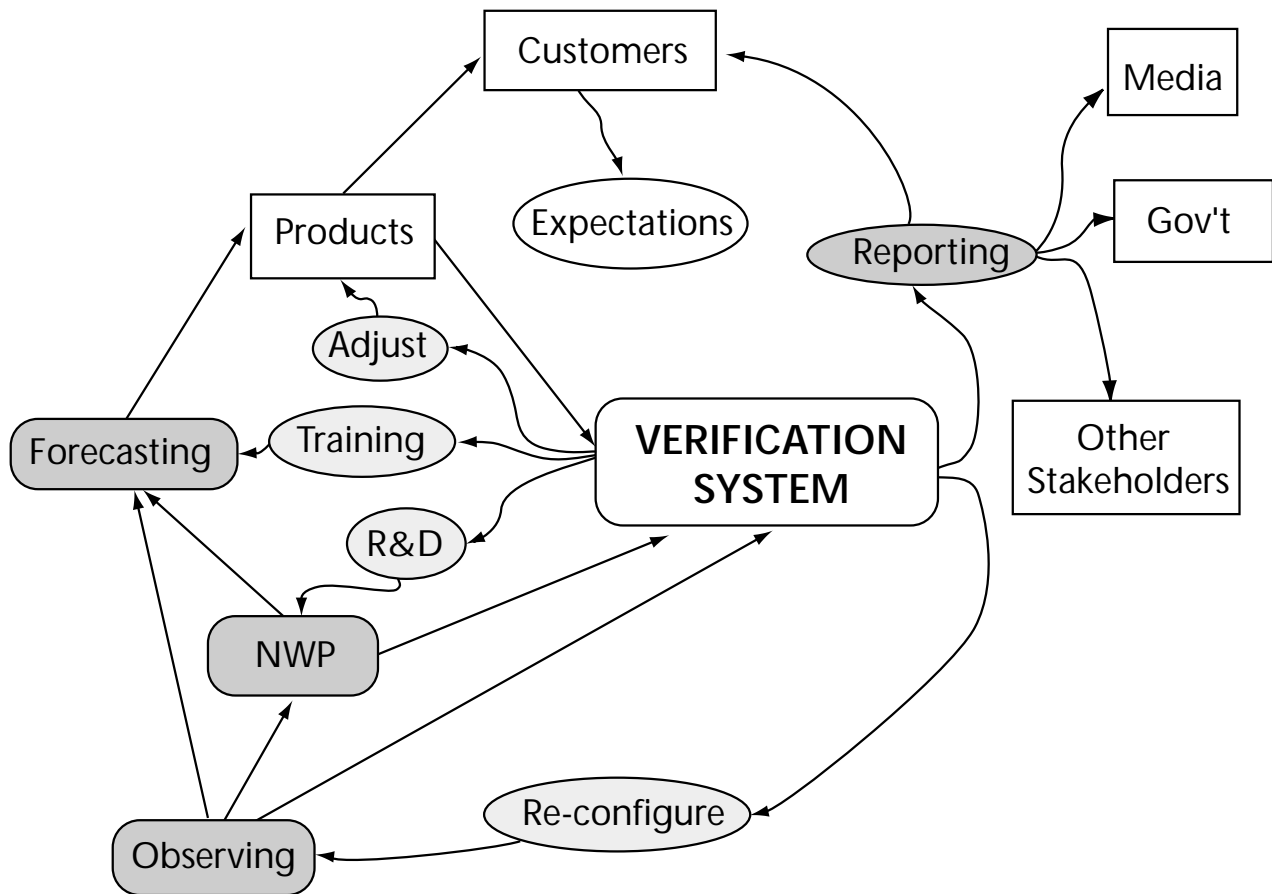 Customers
Media
Expectations
Products
Reporting
Gov't
Adjust
Training
Forecasting
VERIFICATION
SYSTEM
Other
Stakeholders
R&D
NWP
Re-configure
Observing